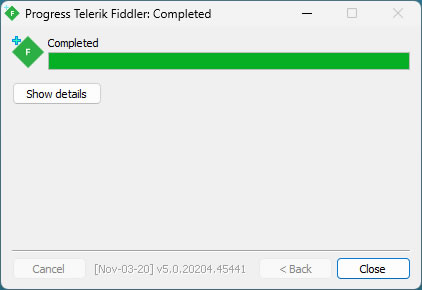 Progress Telerik Fiddler: Completed
F
Completed
Show details
Cancel
[Nov-03-20] v5.0.20204.45441
< Back
Close